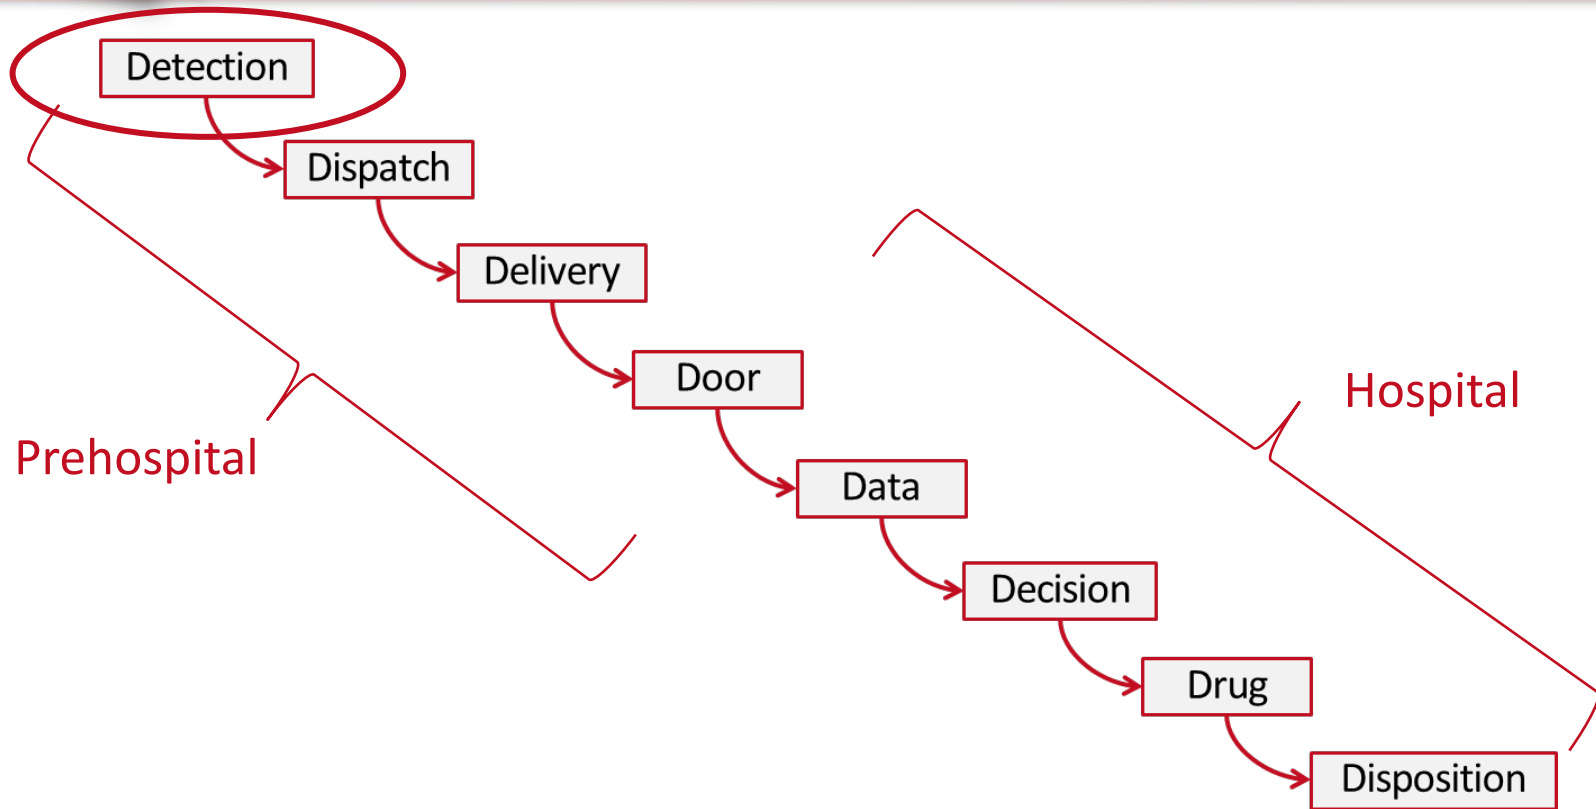 Detection
Dispatch
Delivery
Door
Hospital
Prehospital
Data
Decision
Drug
Disposition